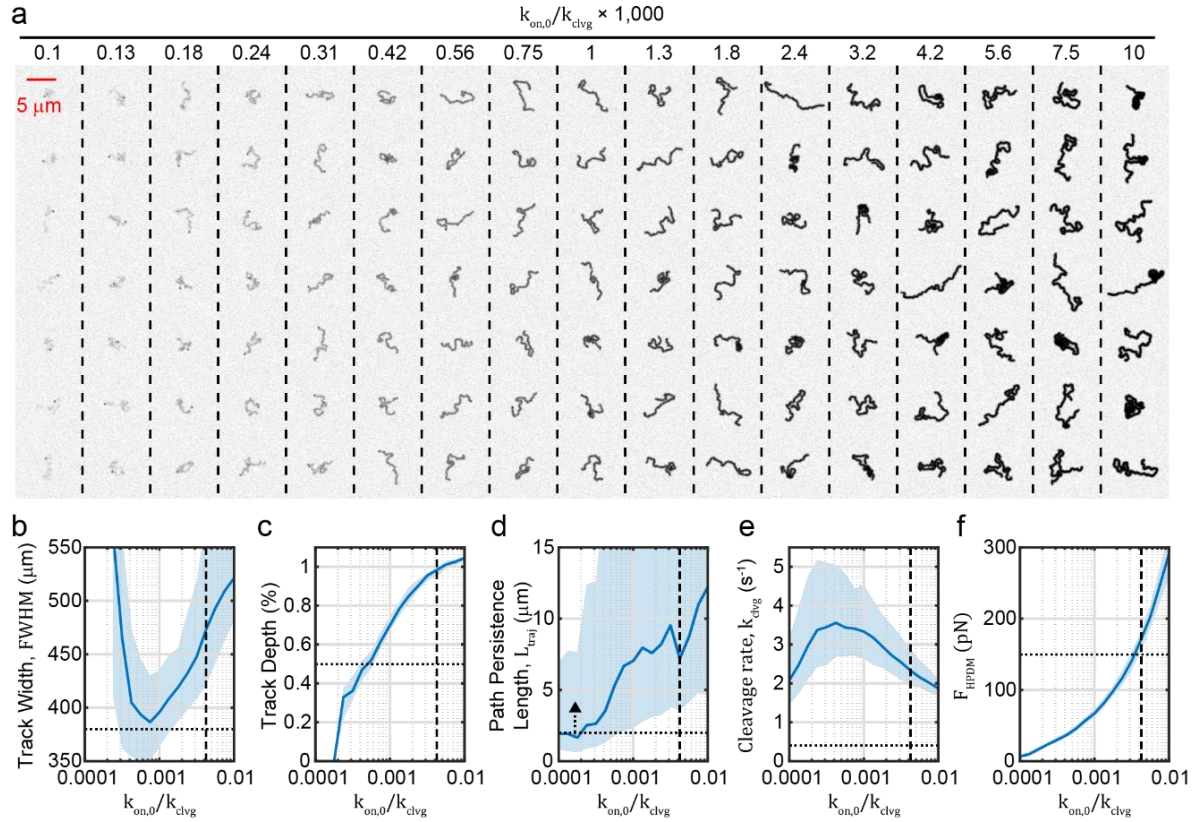 a
k_on,0/k_clvg × 1,000
0.1 0.13 0.18 0.24 0.31 0.42 0.56 0.75 1 1.3 1.8 2.4 3.2 4.2 5.6 7.5 10
5 μm
b c d e f
Track Width, FWHM (μm)
550
500
450
400
350
0.0001 0.001 0.01
k_on,0/k_clvg
Track Depth (%)
1
0.8
0.6
0.4
0.2
0
0.0001 0.001 0.01
k_on,0/k_clvg
Path Persistence
Length, L_traj (μm)
15
10
5
0
0.0001 0.001 0.01
k_on,0/k_clvg
Cleavage rate, k_clvg (s⁻¹)
5
4
3
2
1
0
0.0001 0.001 0.01
k_on,0/k_clvg
F_HPDM (pN)
300
200
100
0
0.0001 0.001 0.01
k_on,0/k_clvg